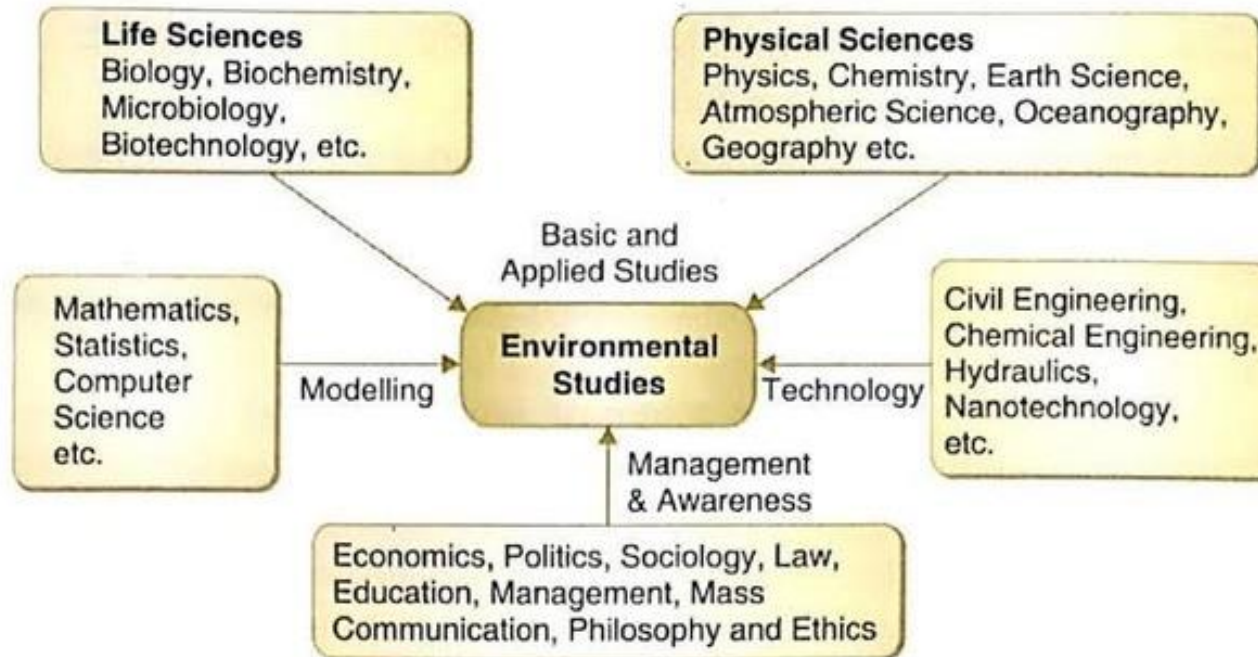 Life Sciences
Biology, Biochemistry,
Microbiology,
Biotechnology, etc.
Physical Sciences
Physics, Chemistry, Earth Science,
Atmospheric Science, Oceanography,
Geography etc.
Basic and
Applied Studies
Mathematics,
Statistics,
Computer
Science
etc.
Modelling
Environmental
Studies
Technology
Civil Engineering,
Chemical Engineering,
Hydraulics,
Nanotechnology,
etc.
Management
& Awareness
Economics, Politics, Sociology, Law,
Education, Management, Mass
Communication, Philosophy and Ethics